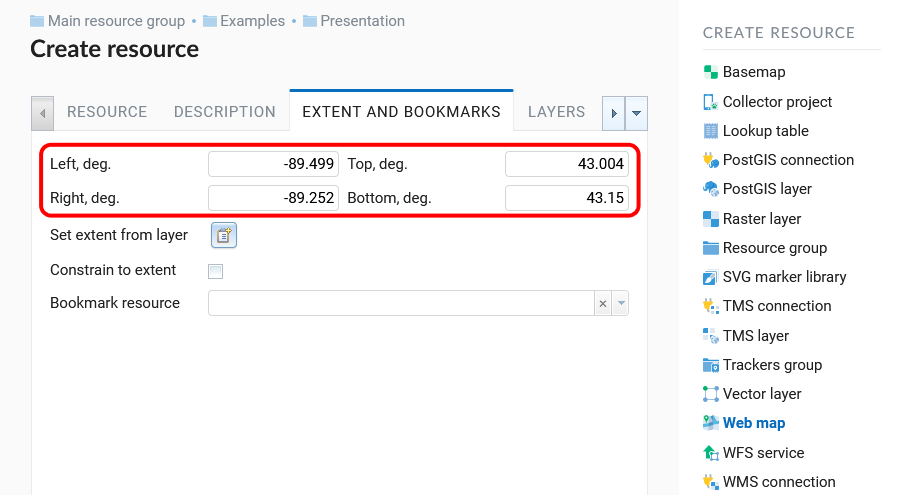 Main resource group • Examples • Presentation
Create resource
RESOURCE DESCRIPTION EXTENT AND BOOKMARKS LAYERS
Left, deg. -89.499 Top, deg. 43.004
Right, deg. -89.252 Bottom, deg. 43.15
Set extent from layer
Constrain to extent
Bookmark resource
CREATE RESOURCE
Basemap
Collector project
Lookup table
PostGIS connection
PostGIS layer
Raster layer
Resource group
SVG marker library
TMS connection
TMS layer
Trackers group
Vector layer
Web map
WFS service
WMS connection